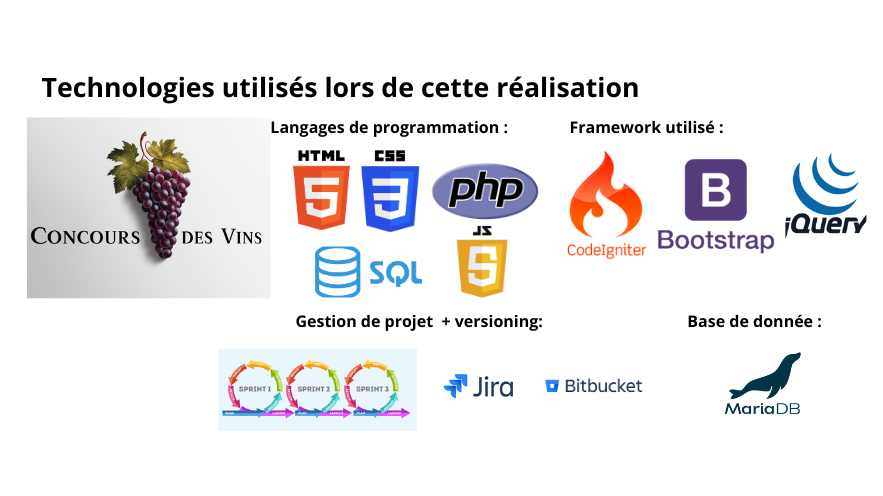 Technologies utilisés lors de cette réalisation
Langages de programmation :
Framework utilisé :
CONCOURS DES VINS
HTML
5
CSS
3
php
JS
5
SQL
CodeIgniter
B
Bootstrap
jQuery
Gestion de projet + versioning:
Base de donnée :
SPRINT 1
SPRINT 2
SPRINT 3
Jira
Bitbucket
MariaDB